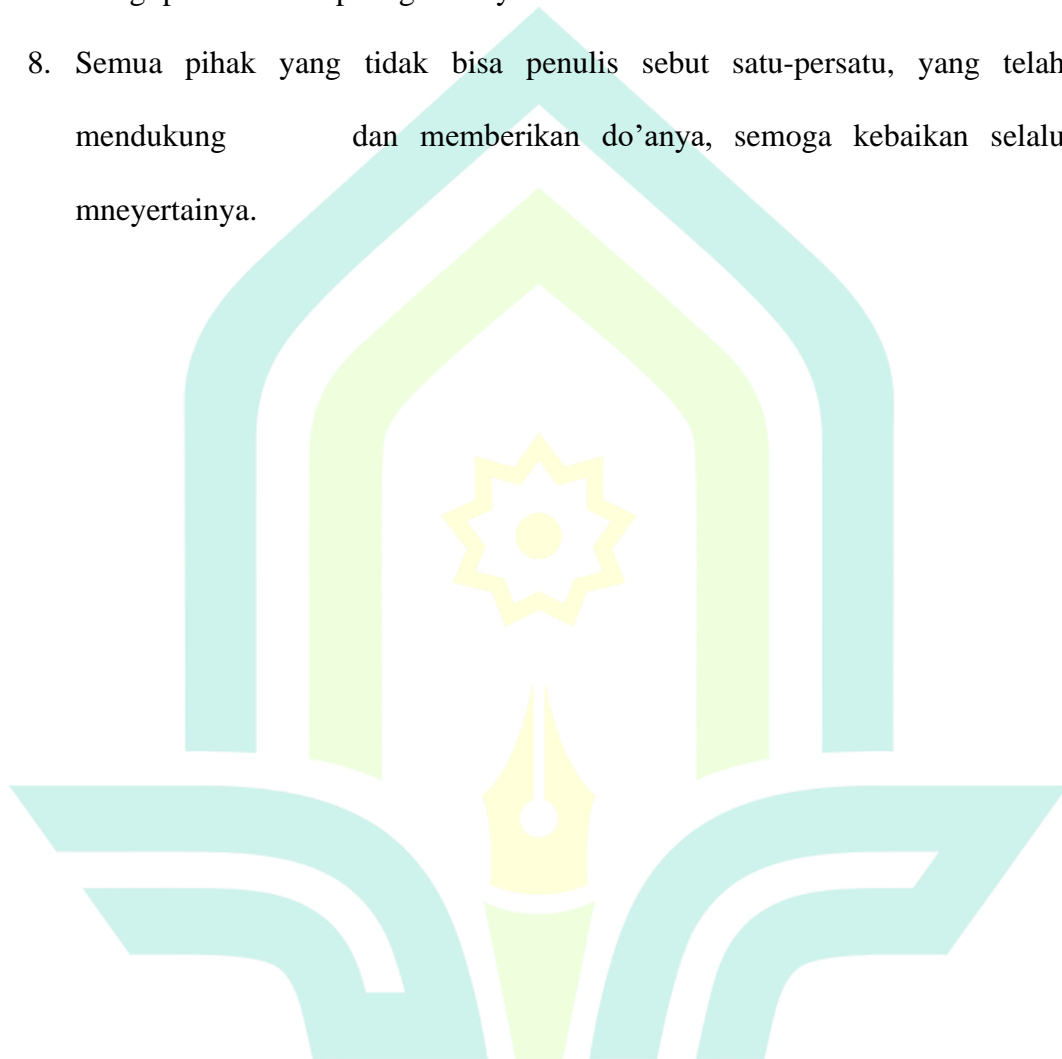 8. Semua pihak yang tidak bisa penulis sebut satu-persatu, yang telah
mendukung dan memberikan do’anya, semoga kebaikan selalu
mneyertainya.